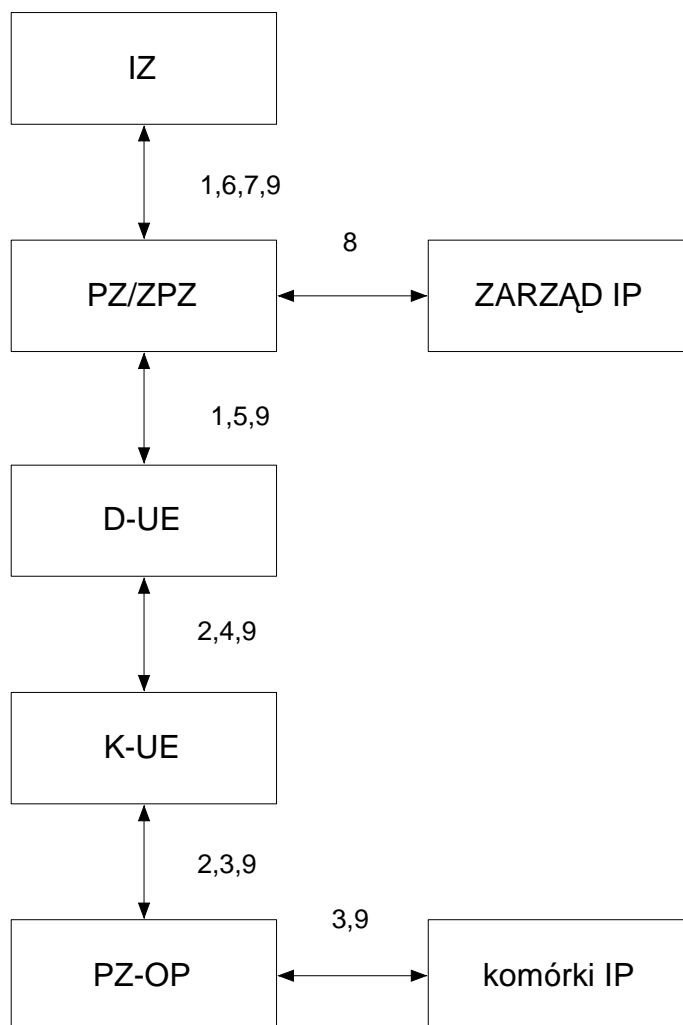 IZ
1,6,7,9
8
PZ/ZPZ
ZARZĄD IP
1,5,9
D-UE
2,4,9
K-UE
2,3,9
3,9
PZ-OP
komórki IP